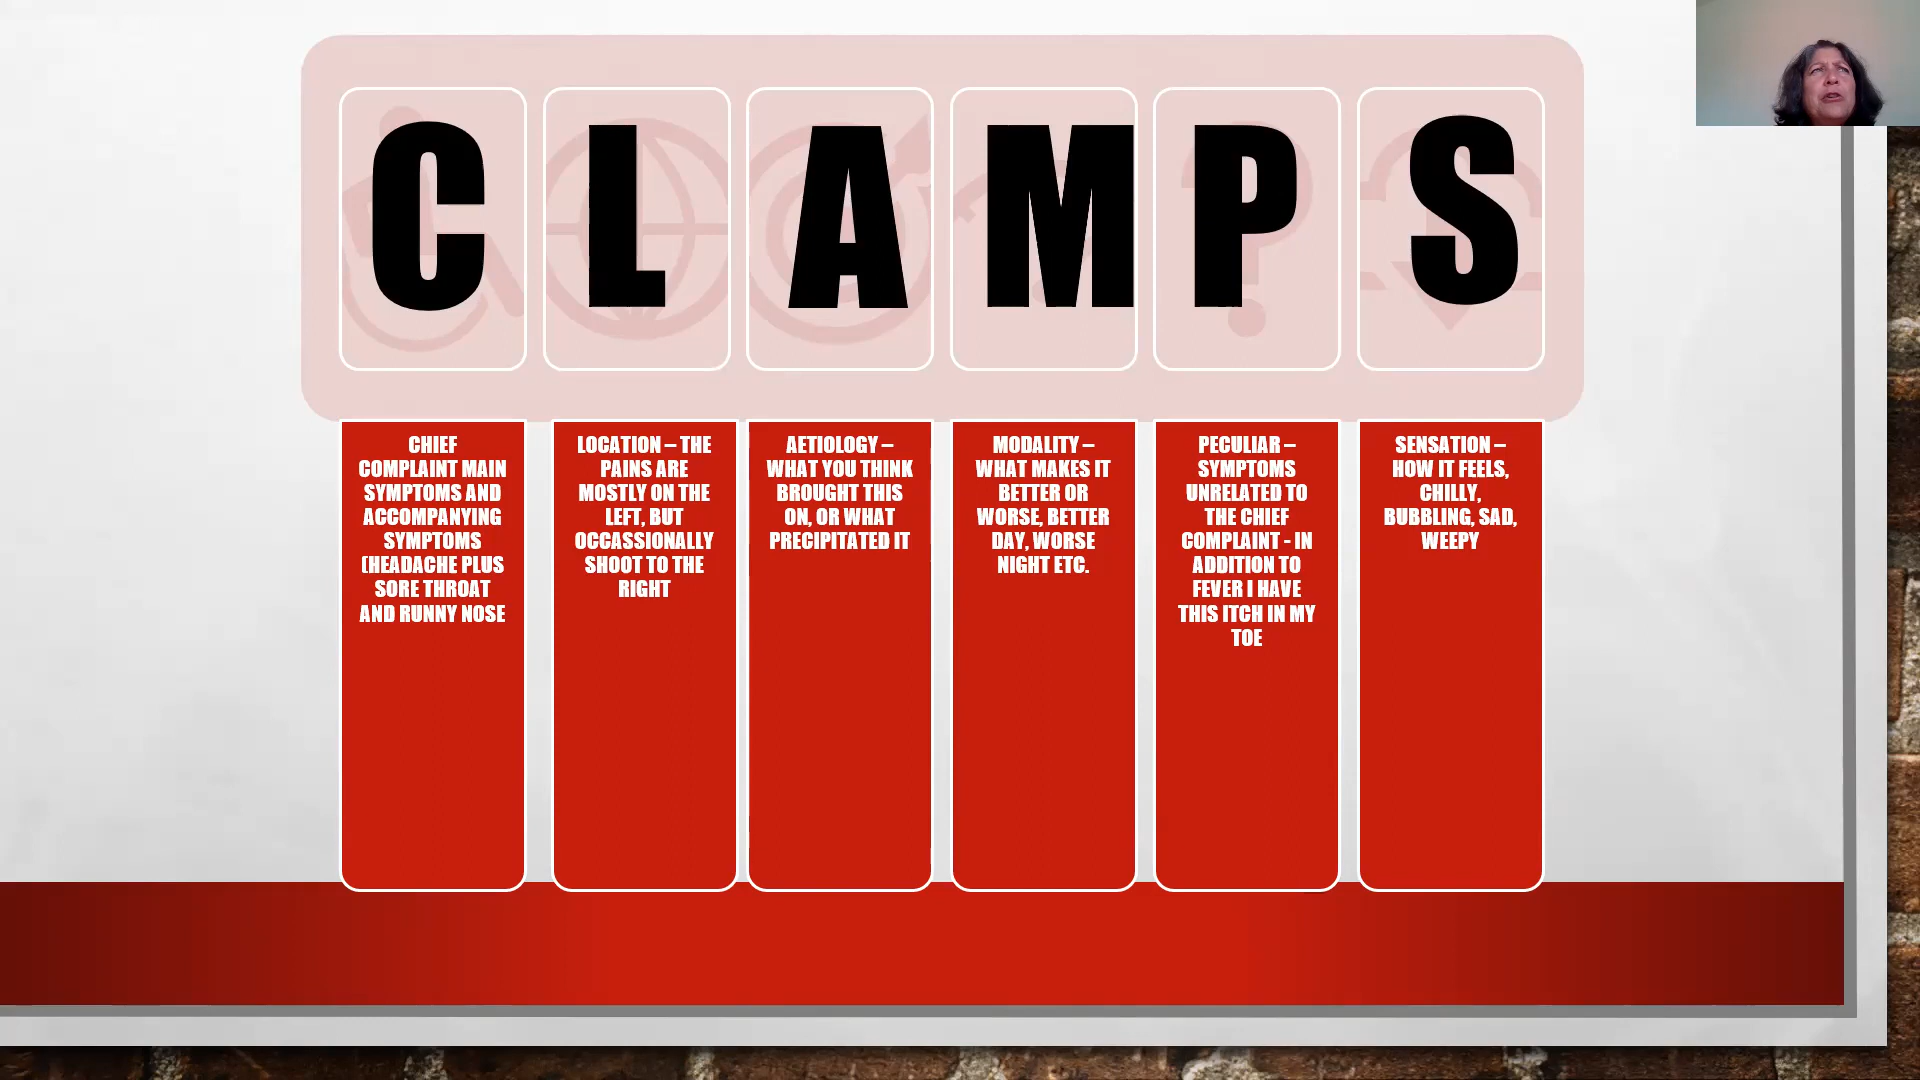 C L A M P S
CHIEF
COMPLAINT MAIN
SYMPTOMS AND
ACCOMPANYING
SYMPTOMS
(HEADACHE PLUS
SORE THROAT
AND RUNNY NOSE
LOCATION – THE
PAINS ARE
MOSTLY ON THE
LEFT, BUT
OCCASSIONALLY
SHOOT TO THE
RIGHT
AETIOLOGY –
WHAT YOU THINK
BROUGHT THIS
ON, OR WHAT
PRECIPITATED IT
MODALITY –
WHAT MAKES IT
BETTER OR
WORSE, BETTER
DAY, WORSE
NIGHT ETC.
PECULIAR –
SYMPTOMS
UNRELATED TO
THE CHIEF
COMPLAINT - IN
ADDITION TO
FEVER I HAVE
THIS ITCH IN MY
TOE
SENSATION –
HOW IT FEELS,
CHILLY,
BUBBLING, SAD,
WEEPY